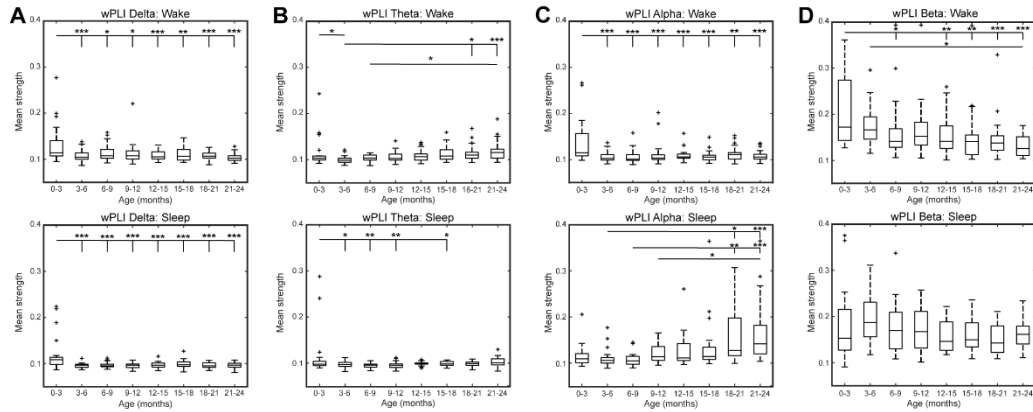 A
wPLI Delta: Wake
Mean strength
0.4
0.3
0.2
0.1
*** * * *** ** *** ***
0-3 3-6 6-9 9-12 12-15 15-18 18-21 21-24
Age (months)
B
wPLI Theta: Wake
Mean strength
0.4
0.3
0.2
0.1
*
* ***
*
0-3 3-6 6-9 9-12 12-15 15-18 18-21 21-24
Age (months)
C
wPLI Alpha: Wake
Mean strength
0.4
0.3
0.2
0.1
*** *** *** *** *** ** ***
0-3 3-6 6-9 9-12 12-15 15-18 18-21 21-24
Age (months)
D
wPLI Beta: Wake
Mean strength
0.4
0.3
0.2
0.1
* ** ** *** ***
*
0-3 3-6 6-9 9-12 12-15 15-18 18-21 21-24
Age (months)
wPLI Delta: Sleep
Mean strength
0.4
0.3
0.2
0.1
*** *** *** *** *** *** ***
0-3 3-6 6-9 9-12 12-15 15-18 18-21 21-24
Age (months)
wPLI Theta: Sleep
Mean strength
0.4
0.3
0.2
0.1
* ** ** *
0-3 3-6 6-9 9-12 12-15 15-18 18-21 21-24
Age (months)
wPLI Alpha: Sleep
Mean strength
0.4
0.3
0.2
0.1
* ***
** ***
*
0-3 3-6 6-9 9-12 12-15 15-18 18-21 21-24
Age (months)
wPLI Beta: Sleep
Mean strength
0.4
0.3
0.2
0.1
0-3 3-6 6-9 9-12 12-15 15-18 18-21 21-24
Age (months)